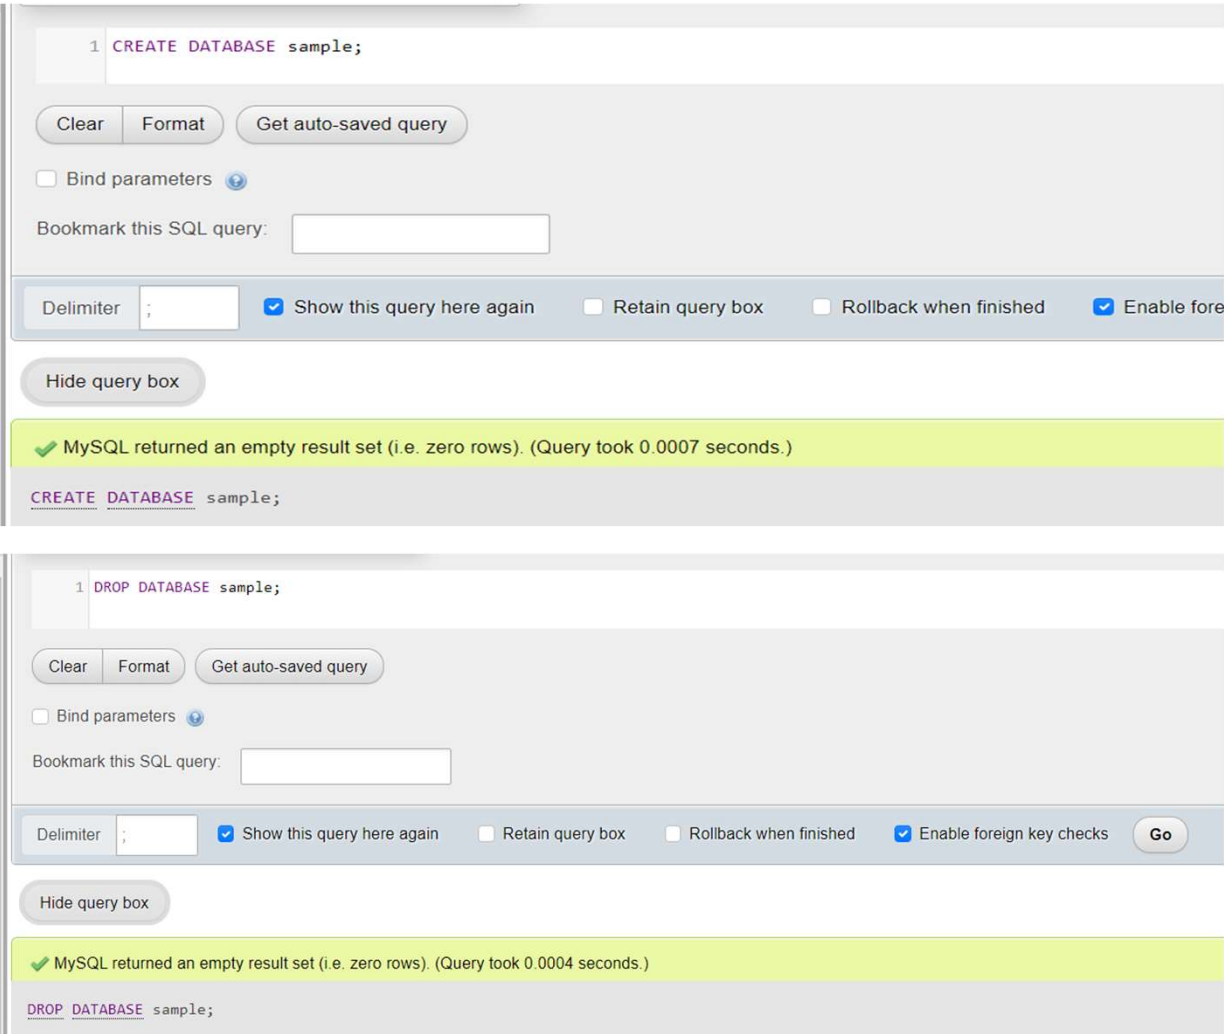 1 CREATE DATABASE sample;
Clear Format Get auto-saved query
Bind parameters
Bookmark this SQL query:
Delimiter ; Show this query here again Retain query box Rollback when finished Enable fore
Hide query box
MySQL returned an empty result set (i.e. zero rows). (Query took 0.0007 seconds.)
CREATE DATABASE sample;
1 DROP DATABASE sample;
Clear Format Get auto-saved query
Bind parameters
Bookmark this SQL query:
Delimiter ; Show this query here again Retain query box Rollback when finished Enable foreign key checks Go
Hide query box
MySQL returned an empty result set (i.e. zero rows). (Query took 0.0004 seconds.)
DROP DATABASE sample;